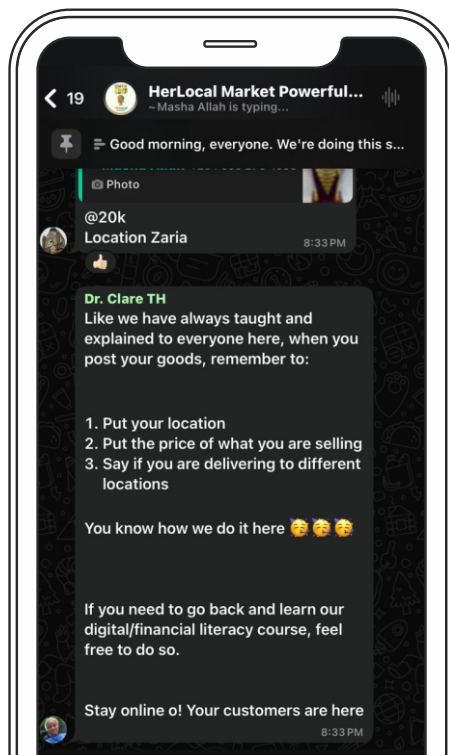 19
HerLocal Market Powerful...
~Masha Allah is typing...
Good morning, everyone. We're doing this s...
Photo
@20k
Location Zaria
8:33 PM
Dr. Clare TH
Like we have always taught and
explained to everyone here, when you
post your goods, remember to:
1. Put your location
2. Put the price of what you are selling
3. Say if you are delivering to different
locations
You know how we do it here 🥳🥳🥳
If you need to go back and learn our
digital/financial literacy course, feel
free to do so.
Stay online o! Your customers are here
8:33 PM